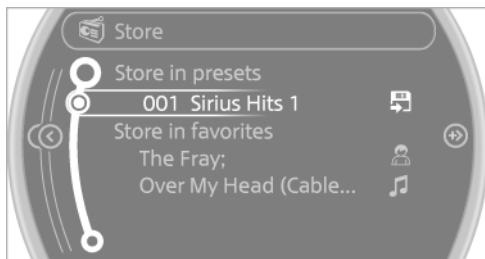 Store
Store in presets
001 Sirius Hits 1
Store in favorites
The Fray;
Over My Head (Cable...